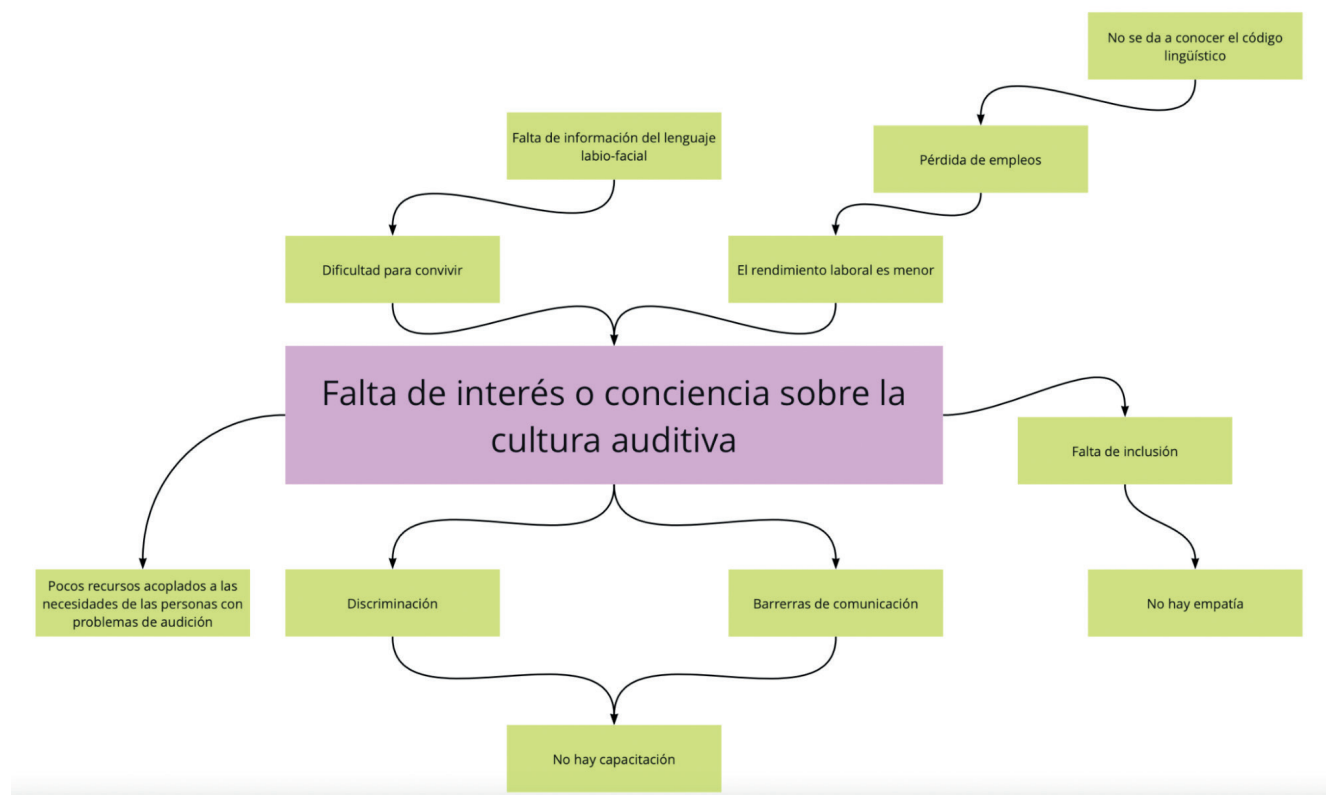 No se da a conocer el código
lingüístico
Falta de información del lenguaje
labio-facial
Pérdida de empleos
Dificultad para convivir
El rendimiento laboral es menor
Falta de interés o conciencia sobre la
cultura auditiva
Falta de inclusión
Pocos recursos acoplados a las
necesidades de las personas con
problemas de audición
Discriminación
Barrerras de comunicación
No hay empatía
No hay capacitación